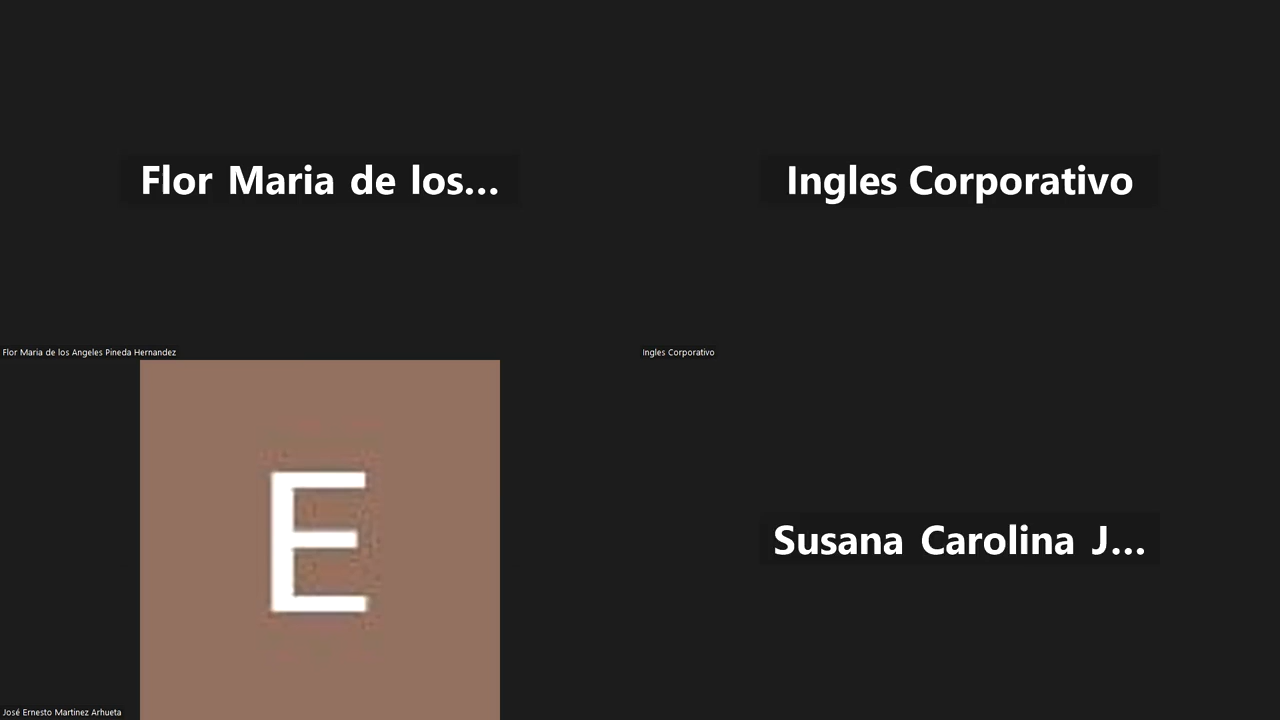 Flor Maria de los...
Ingles Corporativo
Flor Maria de los Angeles Pineda Hernandez
Ingles Corporativo
E
Susana Carolina J...
José Ernesto Martinez Arhueta